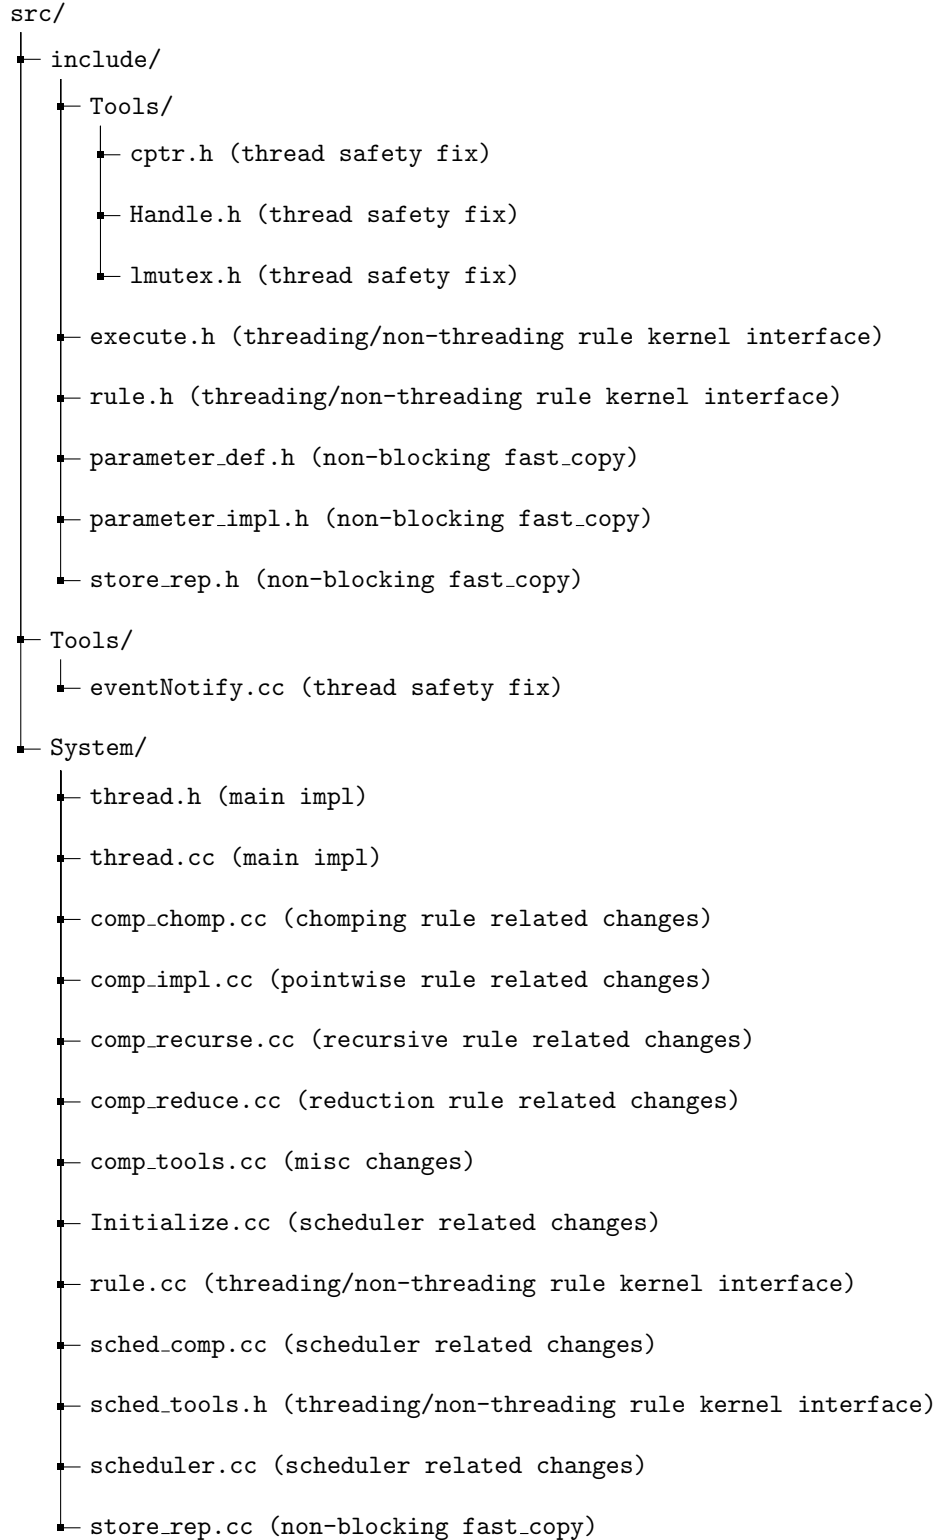 src/
include/
Tools/
cptr.h (thread safety fix)
Handle.h (thread safety fix)
lmutex.h (thread safety fix)
execute.h (threading/non-threading rule kernel interface)
rule.h (threading/non-threading rule kernel interface)
parameter_def.h (non-blocking fast_copy)
parameter_impl.h (non-blocking fast_copy)
store_rep.h (non-blocking fast_copy)
Tools/
eventNotify.cc (thread safety fix)
System/
thread.h (main impl)
thread.cc (main impl)
comp_chomp.cc (chomping rule related changes)
comp_impl.cc (pointwise rule related changes)
comp_recurse.cc (recursive rule related changes)
comp_reduce.cc (reduction rule related changes)
comp_tools.cc (misc changes)
Initialize.cc (scheduler related changes)
rule.cc (threading/non-threading rule kernel interface)
sched_comp.cc (scheduler related changes)
sched_tools.h (threading/non-threading rule kernel interface)
scheduler.cc (scheduler related changes)
store_rep.cc (non-blocking fast_copy)